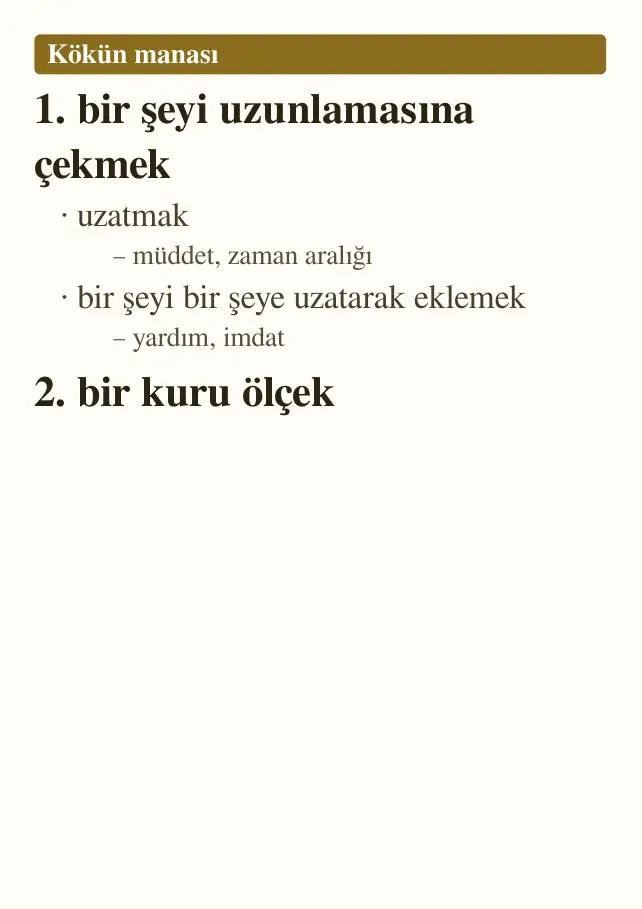 Kökün manası
1. bir şeyi uzunlamasına
çekmek
· uzatmak
– müddet, zaman aralığı
· bir şeyi bir şeye uzatarak eklemek
– yardım, imdat
2. bir kuru ölçek